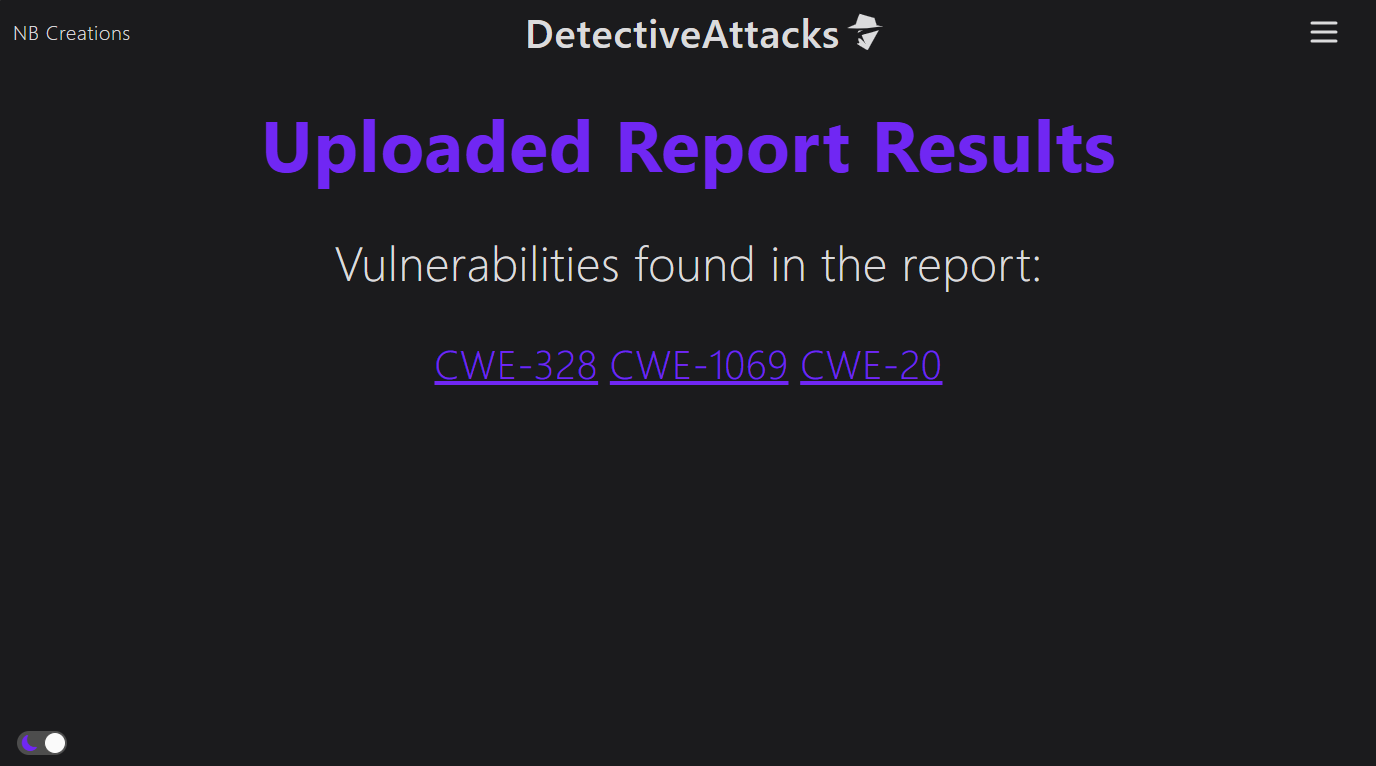 NB Creations
DetectiveAttacks
Uploaded Report Results
Vulnerabilities found in the report:
CWE-328 CWE-1069 CWE-20